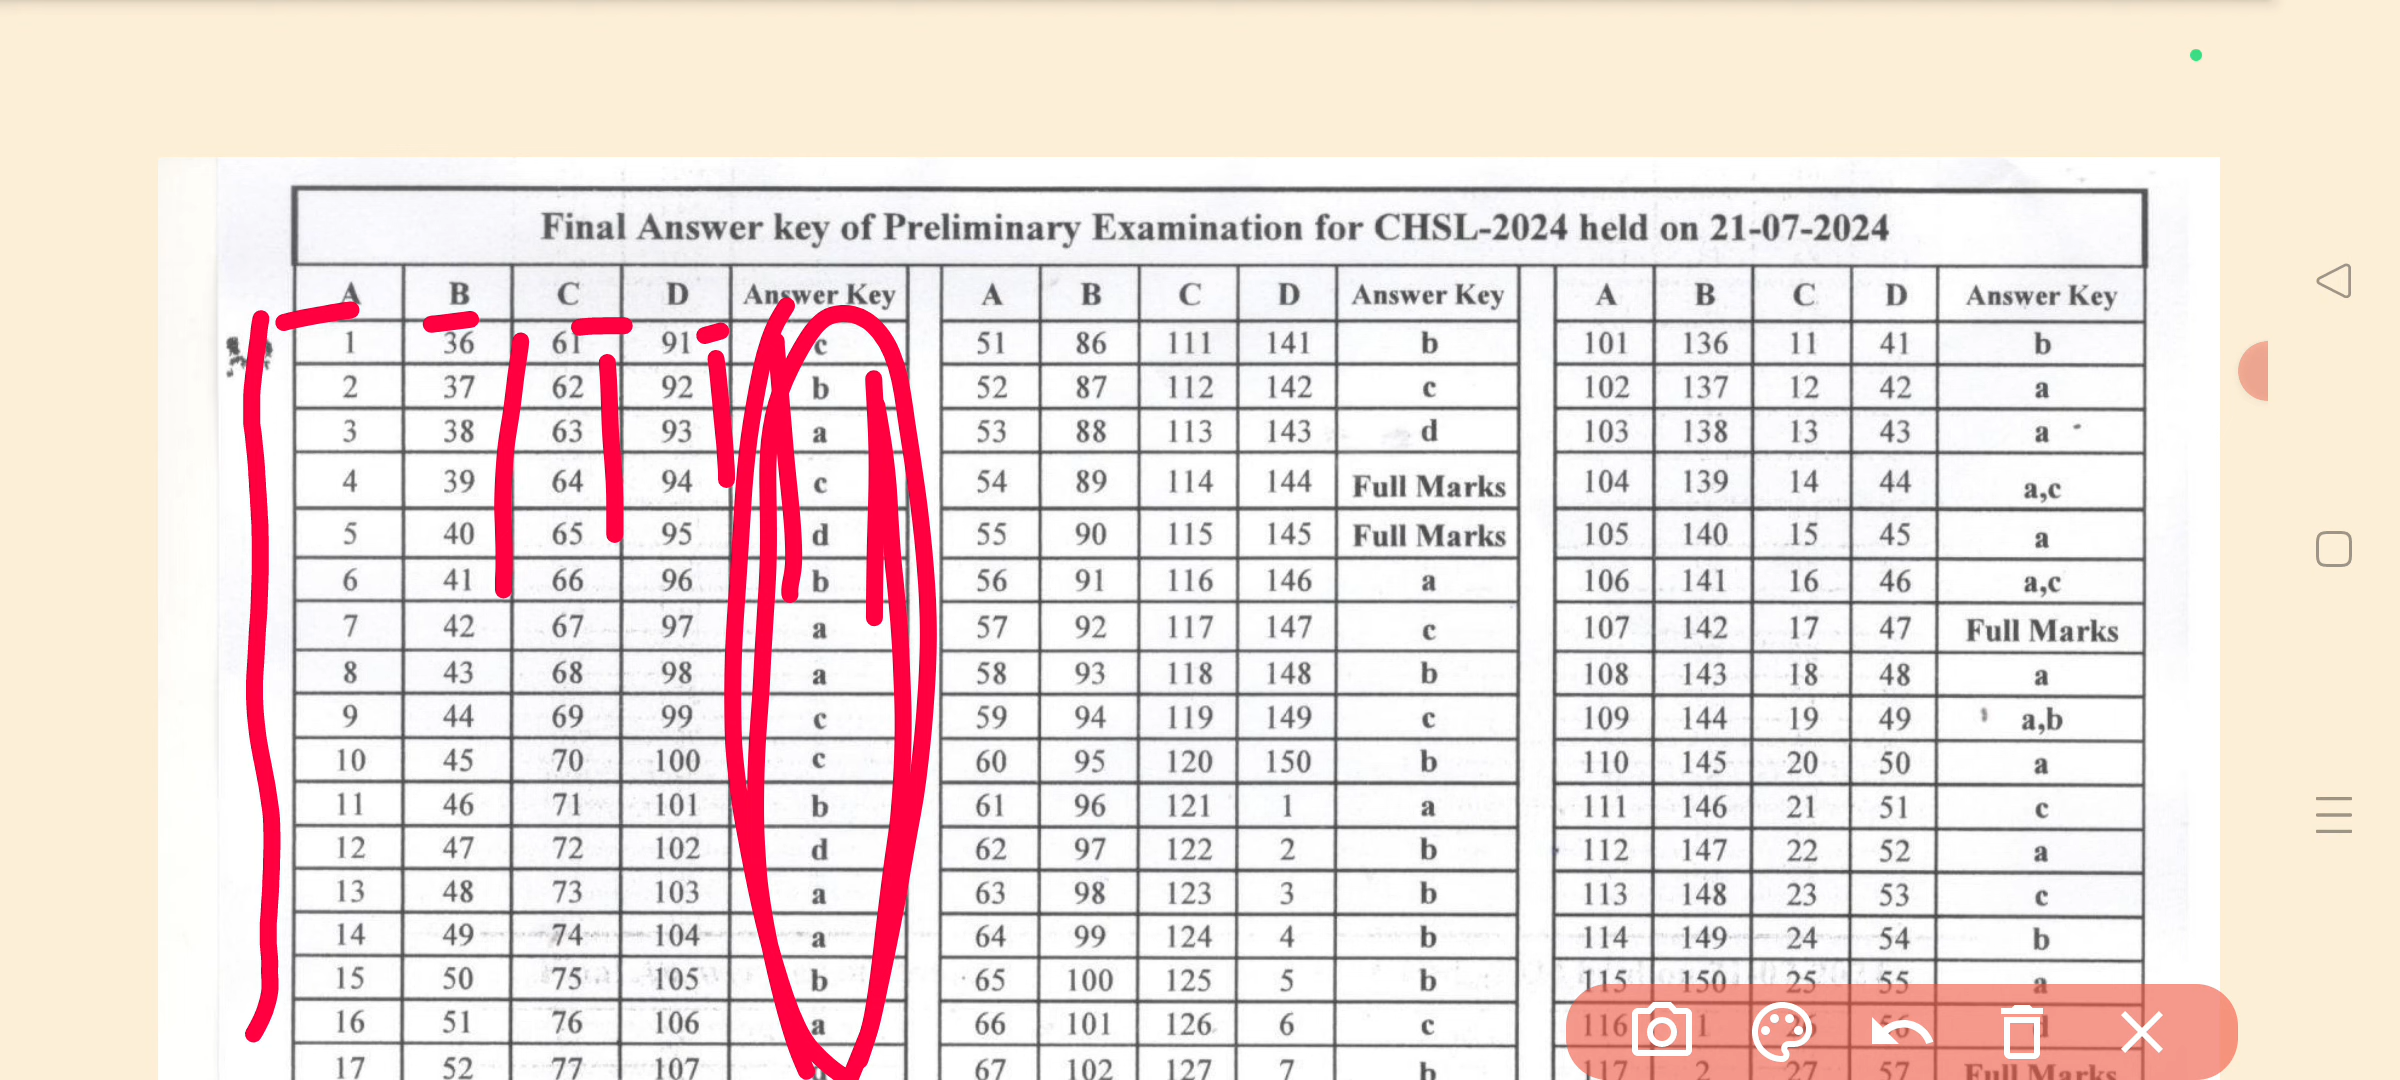 Final Answer key of Preliminary Examination for CHSL-2024 held on 21-07-2024
A B C D Answer Key A B C D Answer Key A B C D Answer Key
1 36 61 91 c 51 86 111 141 b 101 136 11 41 b
2 37 62 92 b 52 87 112 142 c 102 137 12 42 a
3 38 63 93 a 53 88 113 143 d 103 138 13 43 a
4 39 64 94 c 54 89 114 144 Full Marks 104 139 14 44 a,c
5 40 65 95 d 55 90 115 145 Full Marks 105 140 15 45 a
6 41 66 96 b 56 91 116 146 a 106 141 16 46 a,c
7 42 67 97 a 57 92 117 147 c 107 142 17 47 Full Marks
8 43 68 98 a 58 93 118 148 b 108 143 18 48 a
9 44 69 99 c 59 94 119 149 c 109 144 19 49 a,b
10 45 70 100 c 60 95 120 150 b 110 145 20 50 a
11 46 71 101 b 61 96 121 1 a 111 146 21 51 c
12 47 72 102 d 62 97 122 2 b 112 147 22 52 a
13 48 73 103 a 63 98 123 3 b 113 148 23 53 c
14 49 74 104 a 64 99 124 4 b 114 149 24 54 b
15 50 75 105 b 65 100 125 5 b 115 150 25 55 a
16 51 76 106 a 66 101 126 6 c 116 1 26 56
17 52 77 107 67 102 127 7 b 117 2 27 57 Full Marks